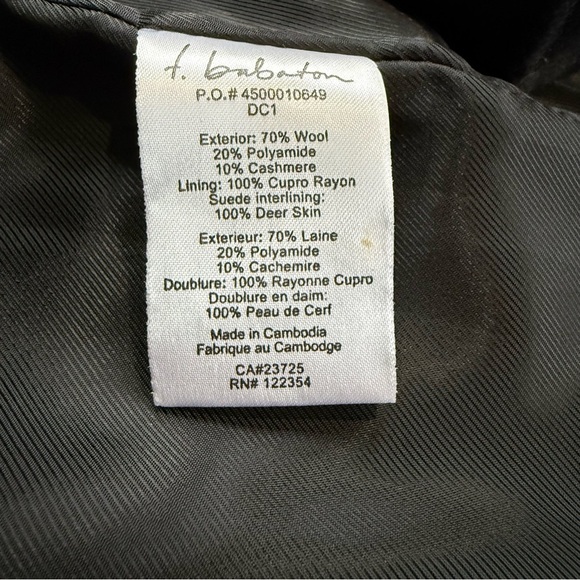 t. babaton
P.O.# 4500010649
DC1
Exterior: 70% Wool
20% Polyamide
10% Cashmere
Lining: 100% Cupro Rayon
Suede interlining:
100% Deer Skin
Exterieur: 70% Laine
20% Polyamide
10% Cachemire
Doublure: 100% Rayonne Cupro
Doublure en daim:
100% Peau de Cerf
Made in Cambodia
Fabrique au Cambodge
CA#23725
RN# 122354